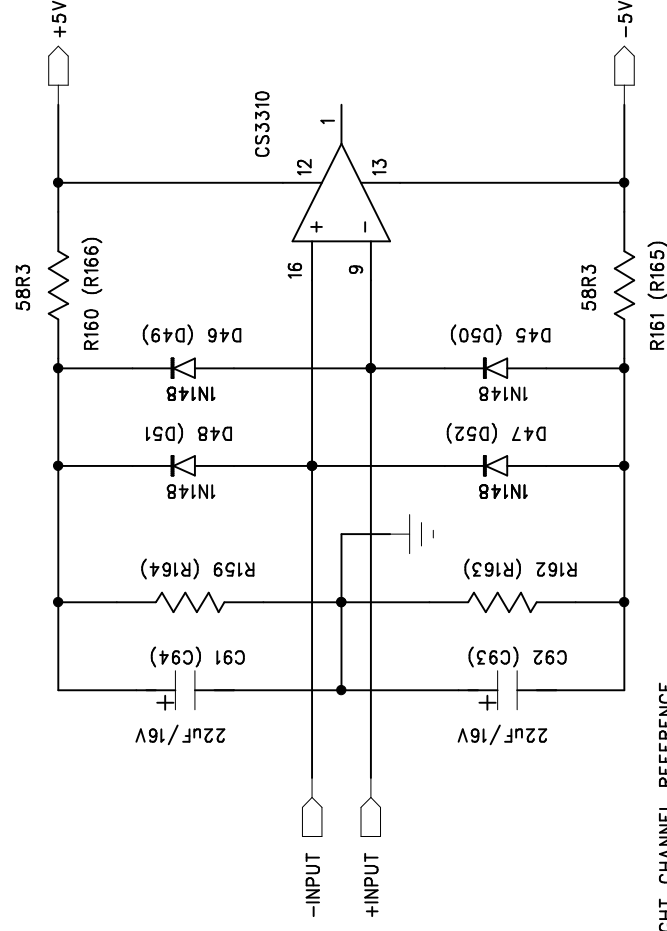 +5V
-5V
CS3310
1
12
13
+
-
16
9
58R3
R160 (R166)
58R3
R161 (R165)
D46 (D49)
1N148
D45 (D50)
1N148
D48 (D51)
1N148
D47 (D52)
1N148
R159 (R164)
R162 (R163)
C91 (C94)
+
22uF/16V
C92 (C93)
+
22uF/16V
-INPUT
+INPUT
CHANNEL